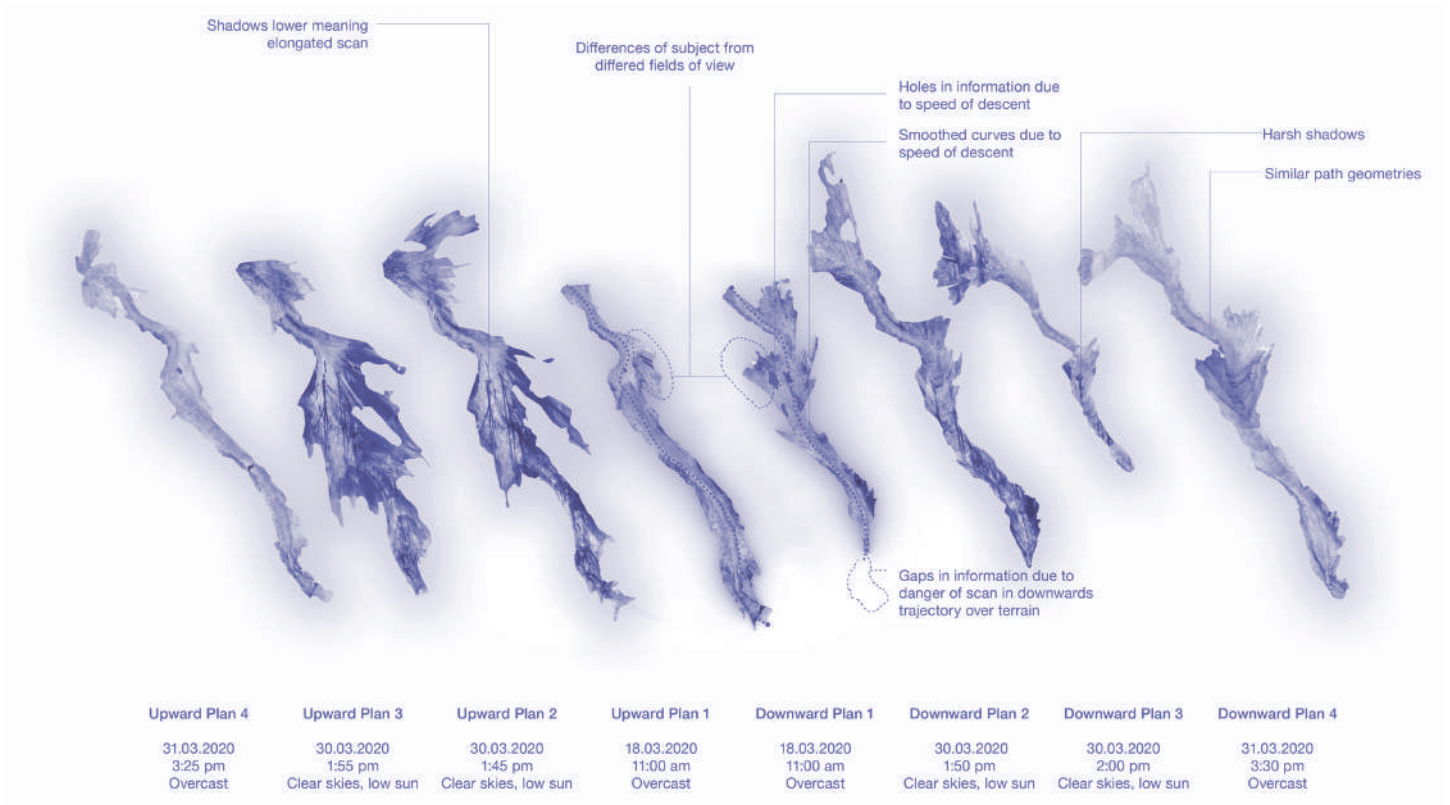 Shadows lower meaning
elongated scan
Differences of subject from
differed fields of view
Holes in information due
to speed of descent
Smoothed curves due to
speed of descent
Harsh shadows
Similar path geometries
Gaps in information due to
danger of scan in downwards
trajectory over terrain
Upward Plan 4
31.03.2020
3:25 pm
Overcast
Upward Plan 3
30.03.2020
1:55 pm
Clear skies, low sun
Upward Plan 2
30.03.2020
1:45 pm
Clear skies, low sun
Upward Plan 1
18.03.2020
11:00 am
Overcast
Downward Plan 1
18.03.2020
11:00 am
Overcast
Downward Plan 2
30.03.2020
1:50 pm
Clear skies, low sun
Downward Plan 3
30.03.2020
2:00 pm
Clear skies, low sun
Downward Plan 4
31.03.2020
3:30 pm
Overcast